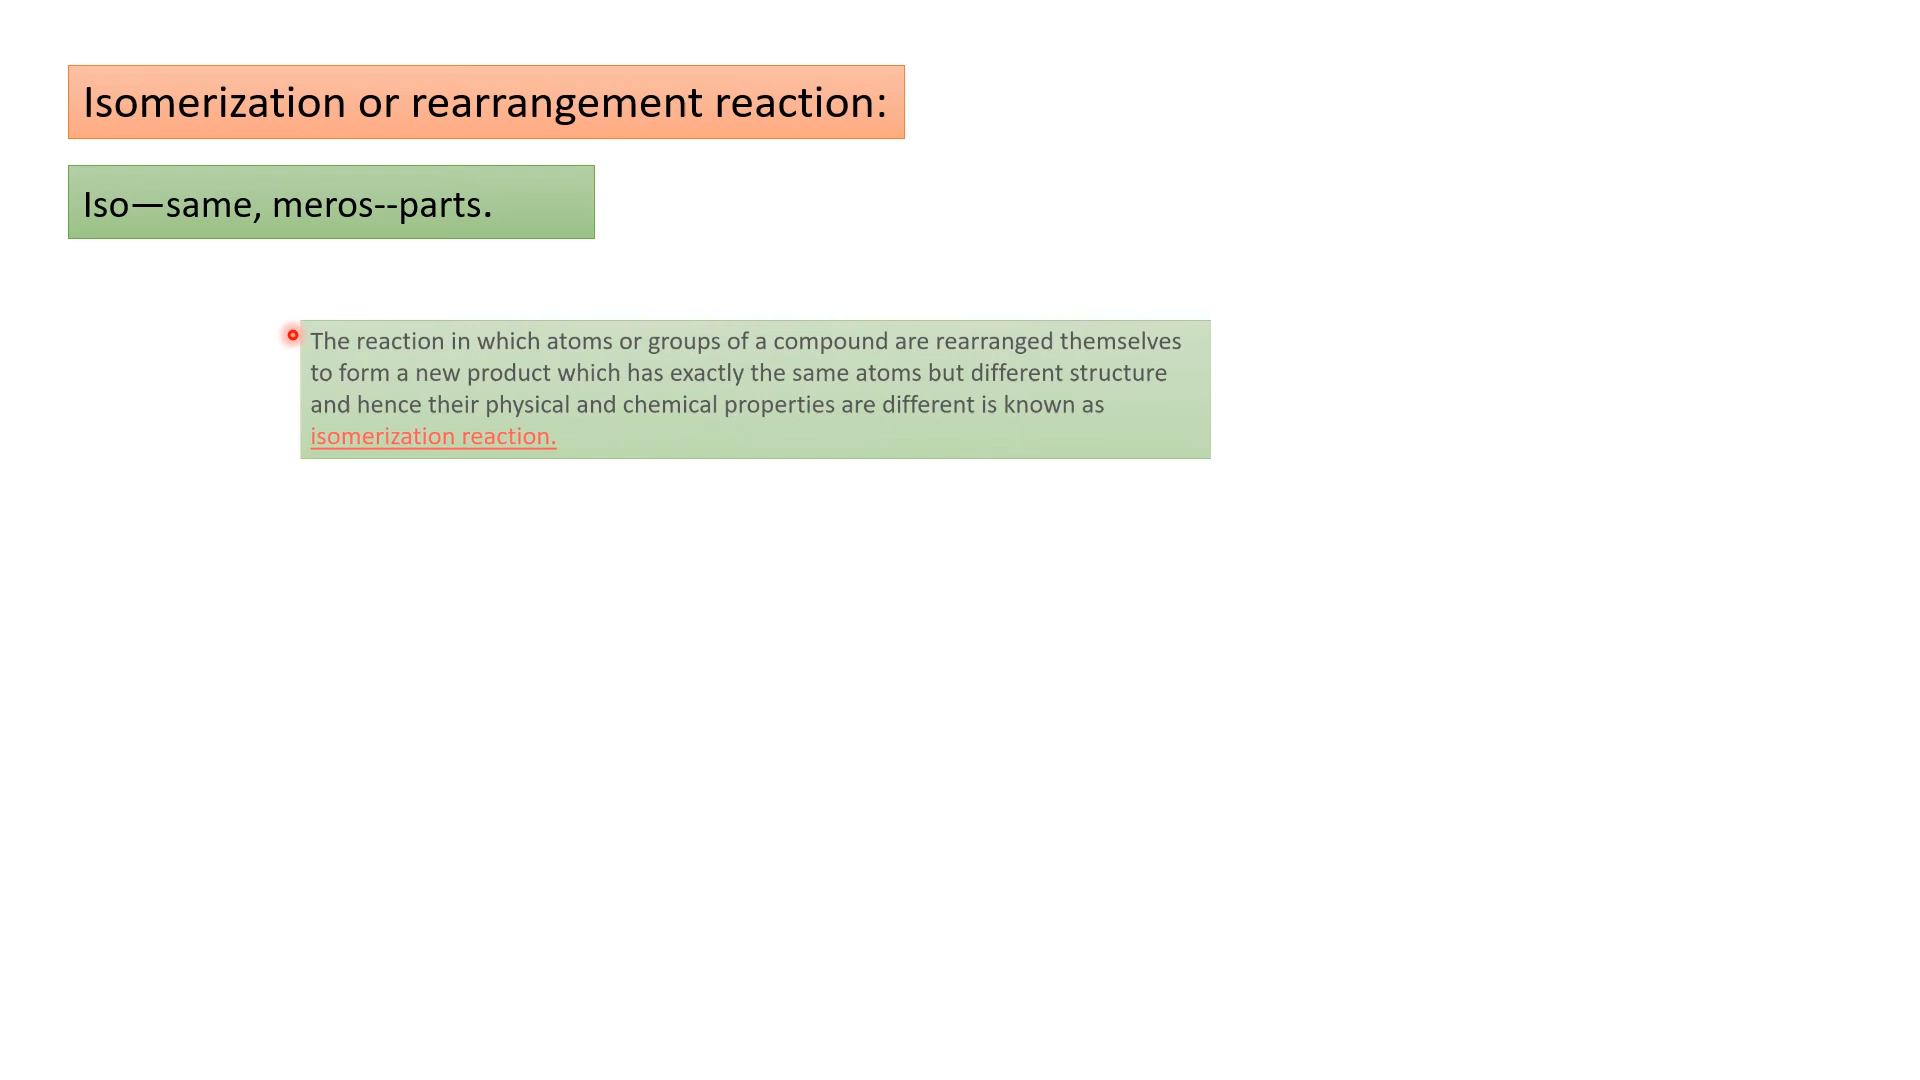 Isomerization or rearrangement reaction:
Iso—same, meros--parts.
The reaction in which atoms or groups of a compound are rearranged themselves
to form a new product which has exactly the same atoms but different structure
and hence their physical and chemical properties are different is known as
isomerization reaction.